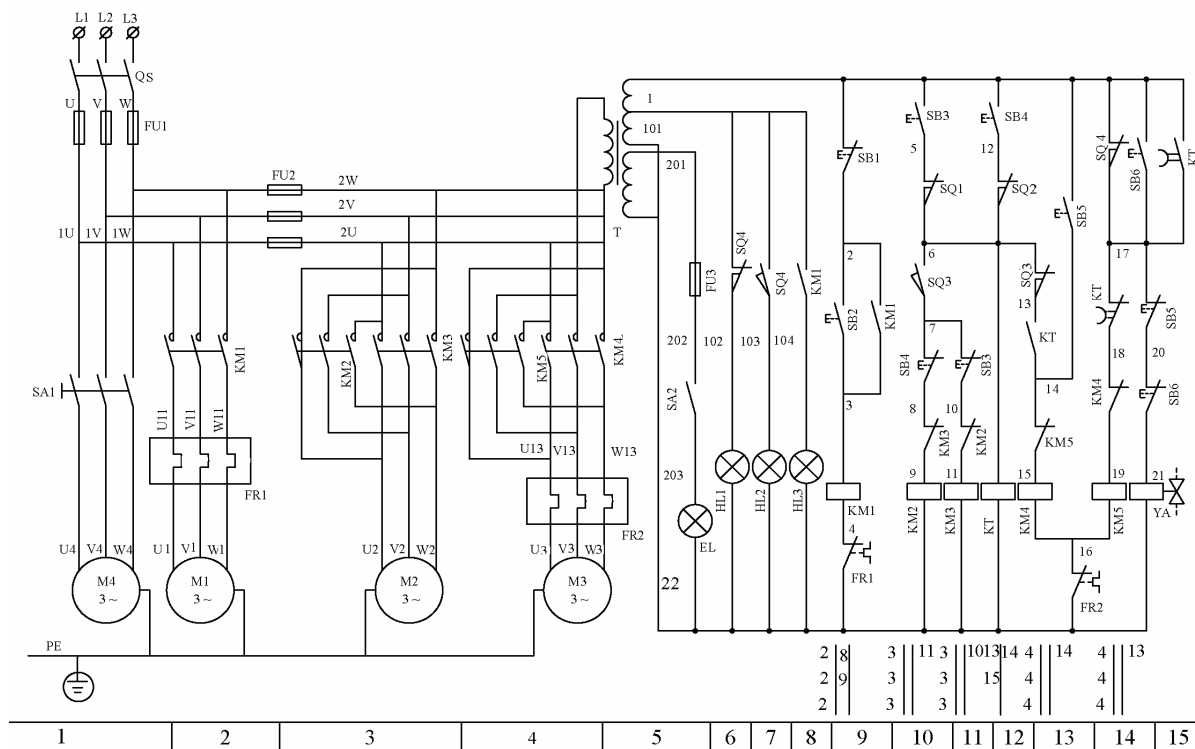 L1 L2 L3
QS
U V W
FU1
FU2
2W
2V
2U
1U 1V 1W
T
1
101
201
SB3
SB4
SB1
5
12
SQ1
SQ2
SQ4
SB6
KT
SB5
FU3
SQ4
SQ4
KM1
2
6
SQ3
SQ3
17
13
KM1
KM2
KM3
KM5
KM4.
202
102
103
104
SB2
KM1
7
KT
KT
SB5
SA1
SA2
SB4
SB3
18
20
14
KM4
SB6
3
8
10
U11
V11
W11
U13
V13
W13
KM3
KM2
KM5
FR1
FR2
203
HL1
HL2
HL3
9
11
15
19
21
EL
KM1
KM2
KM3
KT
KM4
KM5
YA
4
16
FR1
FR2
U4 V4 W4
U1 V1 W1
U2 V2 W2
U3 V3 W3
M4
3~
M1
3~
M2
3~
M3
3~
22
PE
2 8 3 11 3 10 13 14 4 14 4 13
2 9 3 3 15 4 4
2 3 3 4 4
1 2 3 4 5 6 7 8 9 10 11 12 13 14 15